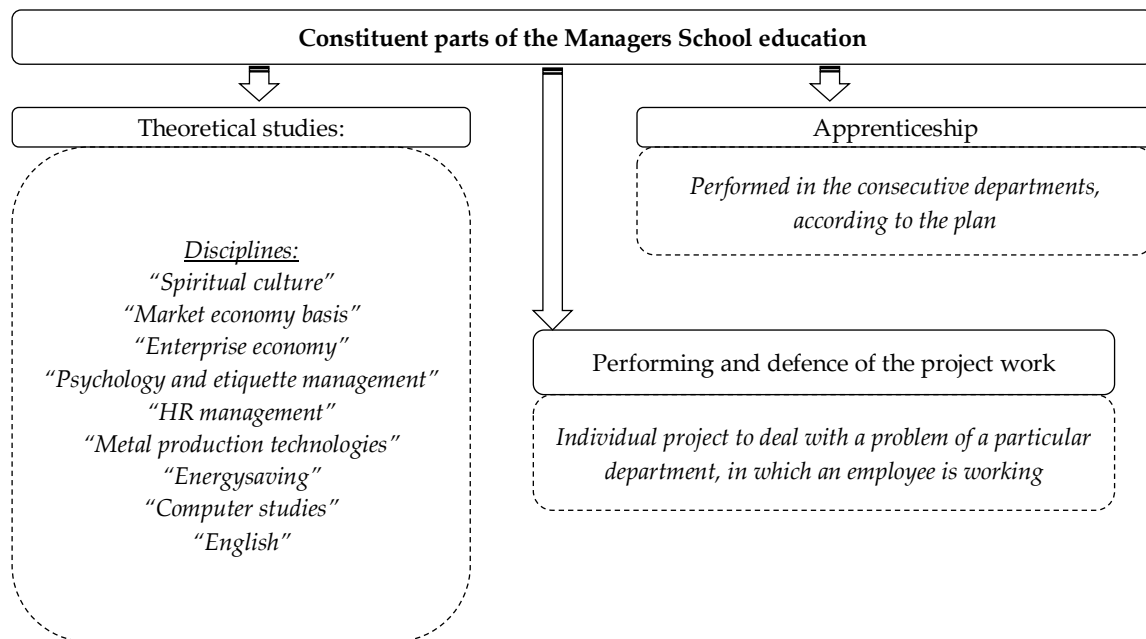 Constituent parts of the Managers School education
Theoretical studies:
Disciplines:
“Spiritual culture”
“Market economy basis”
“Enterprise economy”
“Psychology and etiquette management”
“HR management”
“Metal production technologies”
“Energysaving”
“Computer studies”
“English”
Apprenticeship
Performed in the consecutive departments,
according to the plan
Performing and defence of the project work
Individual project to deal with a problem of a particular
department, in which an employee is working